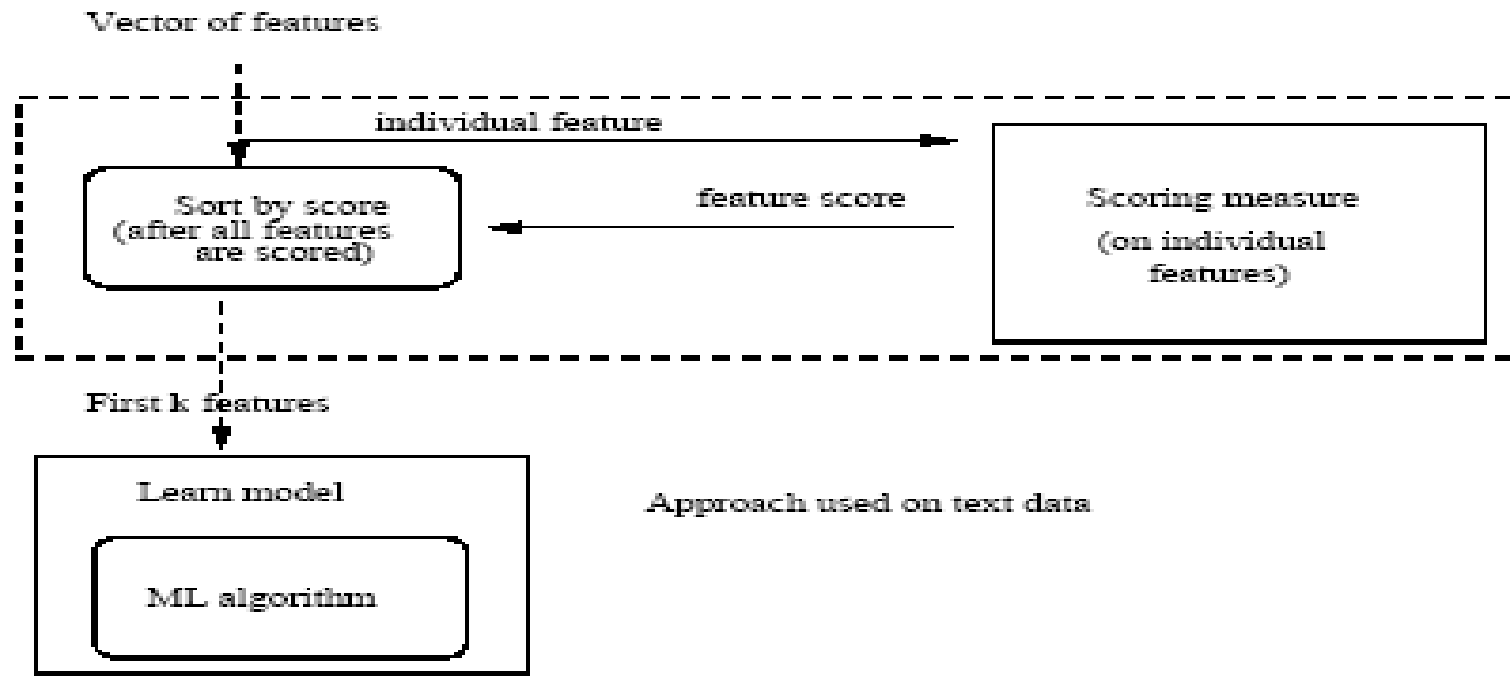 Vector of features
individual feature
feature score
Sort by score
(after all features
are scored)
Scoring measure
(on individual
features)
First k features
Learn model
ML algorithm
Approach used on text data